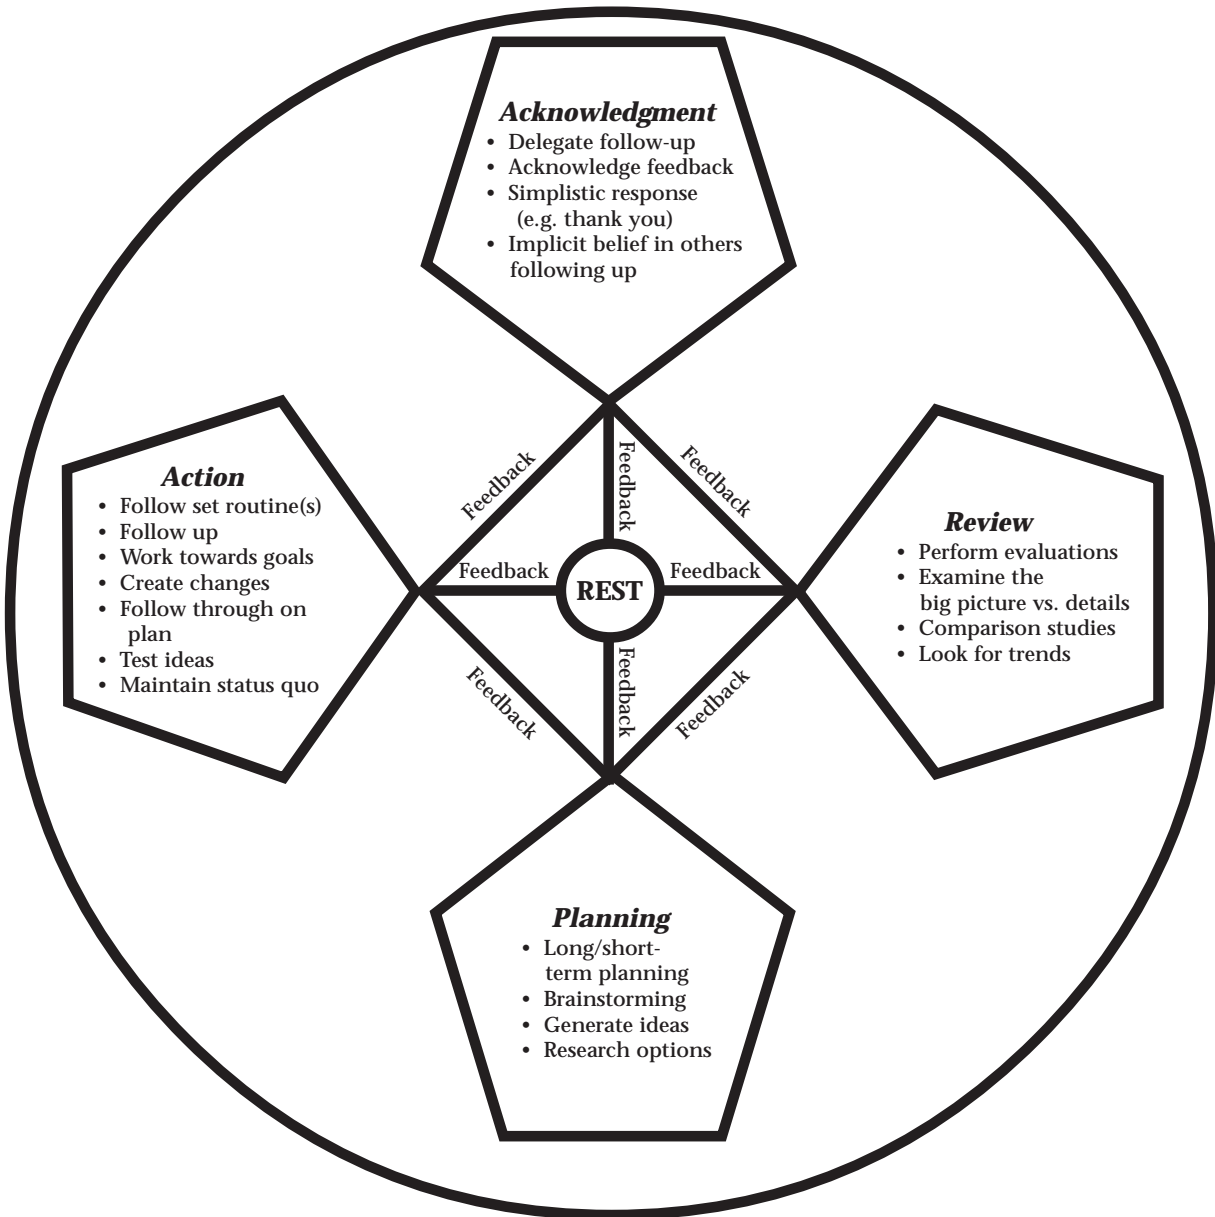 Acknowledgment
• Delegate follow-up
• Acknowledge feedback
• Simplistic response
(e.g. thank you)
• Implicit belief in others
following up
Action
• Follow set routine(s)
• Follow up
• Work towards goals
• Create changes
• Follow through on
plan
• Test ideas
• Maintain status quo
Feedback
Feedback
Feedback
Feedback
REST
Feedback
Feedback
Feedback
Feedback
Review
• Perform evaluations
• Examine the
big picture vs. details
• Comparison studies
• Look for trends
Planning
• Long/short-
term planning
• Brainstorming
• Generate ideas
• Research options